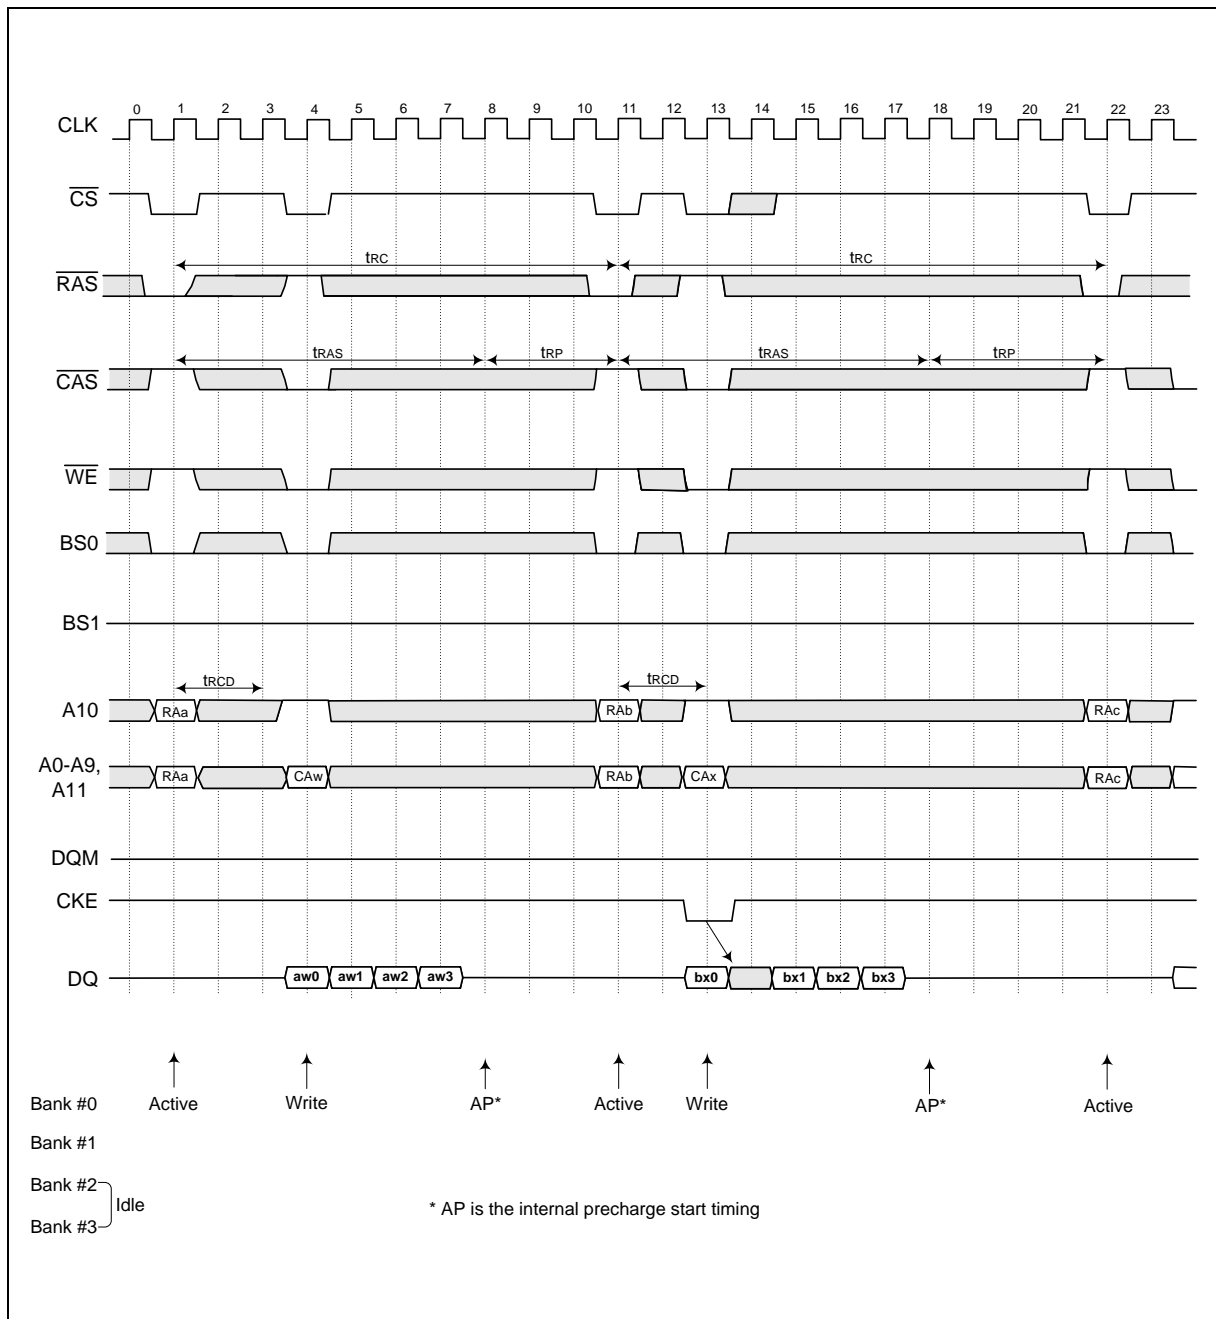 0 1 2 3 4 5 6 7 8 9 10 11 12 13 14 15 16 17 18 19 20 21 22 23
CLK
CS
tRC tRC
RAS
tRAS tRP tRAS tRP
CAS
WE
BS0
BS1
tRCD tRCD
A10 RAa RAb RAc
A0-A9,
A11 RAa CAw RAb CAx RAc
DQM
CKE
DQ aw0 aw1 aw2 aw3 bx0 bx1 bx2 bx3
Bank #0 Active Write AP* Active Write AP* Active
Bank #1
Bank #2
Idle
Bank #3
* AP is the internal precharge start timing